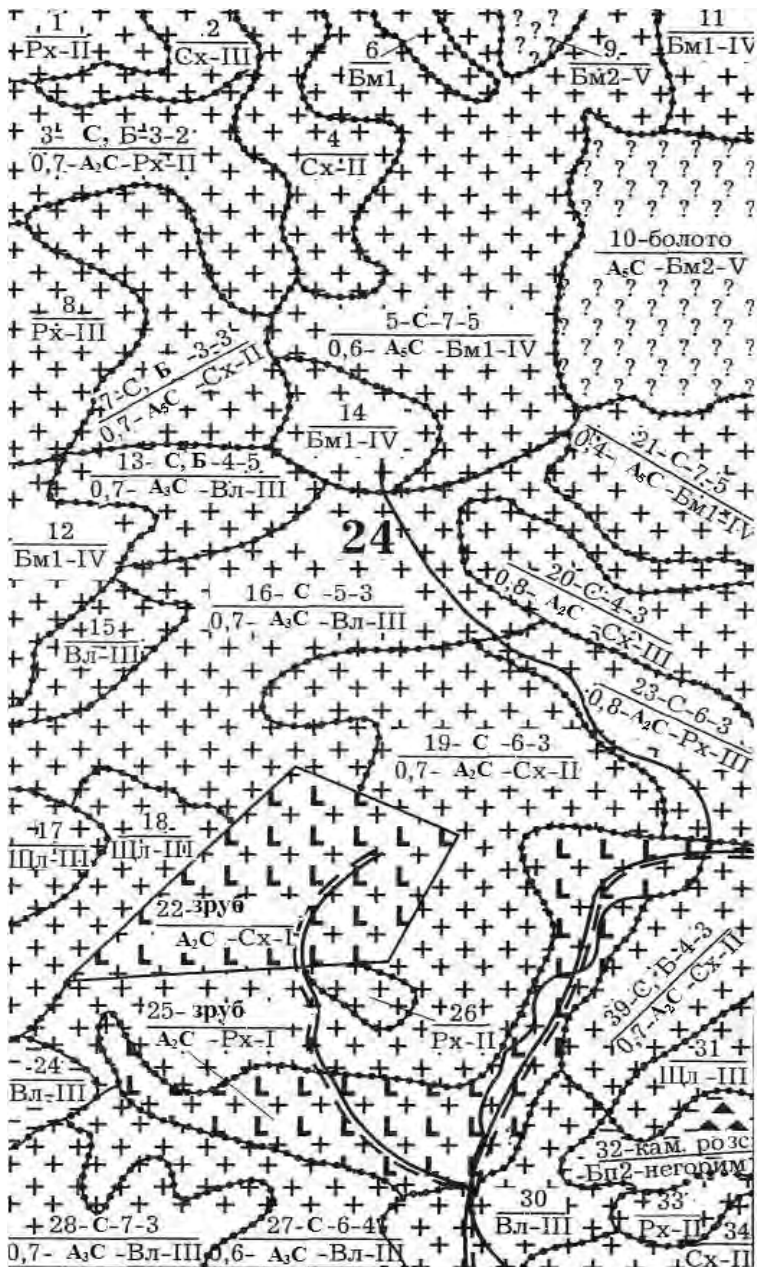 1
Рх-II
2
Сх-III
6
Бм1
9
Бм2-V
11
Бм1-IV
3- С, Б-3-2
0,7-А₂С-Рх-II
4
Сх-II
10-болото
А₅С -Бм2-V
8
Рх-III
5-С-7-5
0,6- А₅С -Бм1-IV
7-С, Б -3-3
0,7- А₅С -Сх-II
14
Бм1-IV
13- С, Б-4-5
0,7- А₃С -Вл-III
21-С-7-5
0,4- А₅С -Бм1-IV
12
Бм1-IV
24
16- С -5-3
0,7- А₃С -Вл-III
20-С-4-3
0,8- А₂С -Сх-III
15
Вл-III
23-С-6-3
0,8-А₂С-Рх-III
19- С -6-3
0,7- А₂С -Сх-II
17
Щл-III
18
Щл-III
22-зруб
А₂С -Сх-I
39-С, Б-4-3
0,7-А₂С-Сх-II
25- зруб
А₂С -Рх-I
26
Рх-II
24
Вл-III
31
Щл-III
32-кам. розс
-Бп2-негорим
28-С-7-3
0,7- А₃С -Вл-III
27-С-6-4
0,6- А₃С -Вл-III
30
Вл-III
33
Рх-II
34
Сх-II